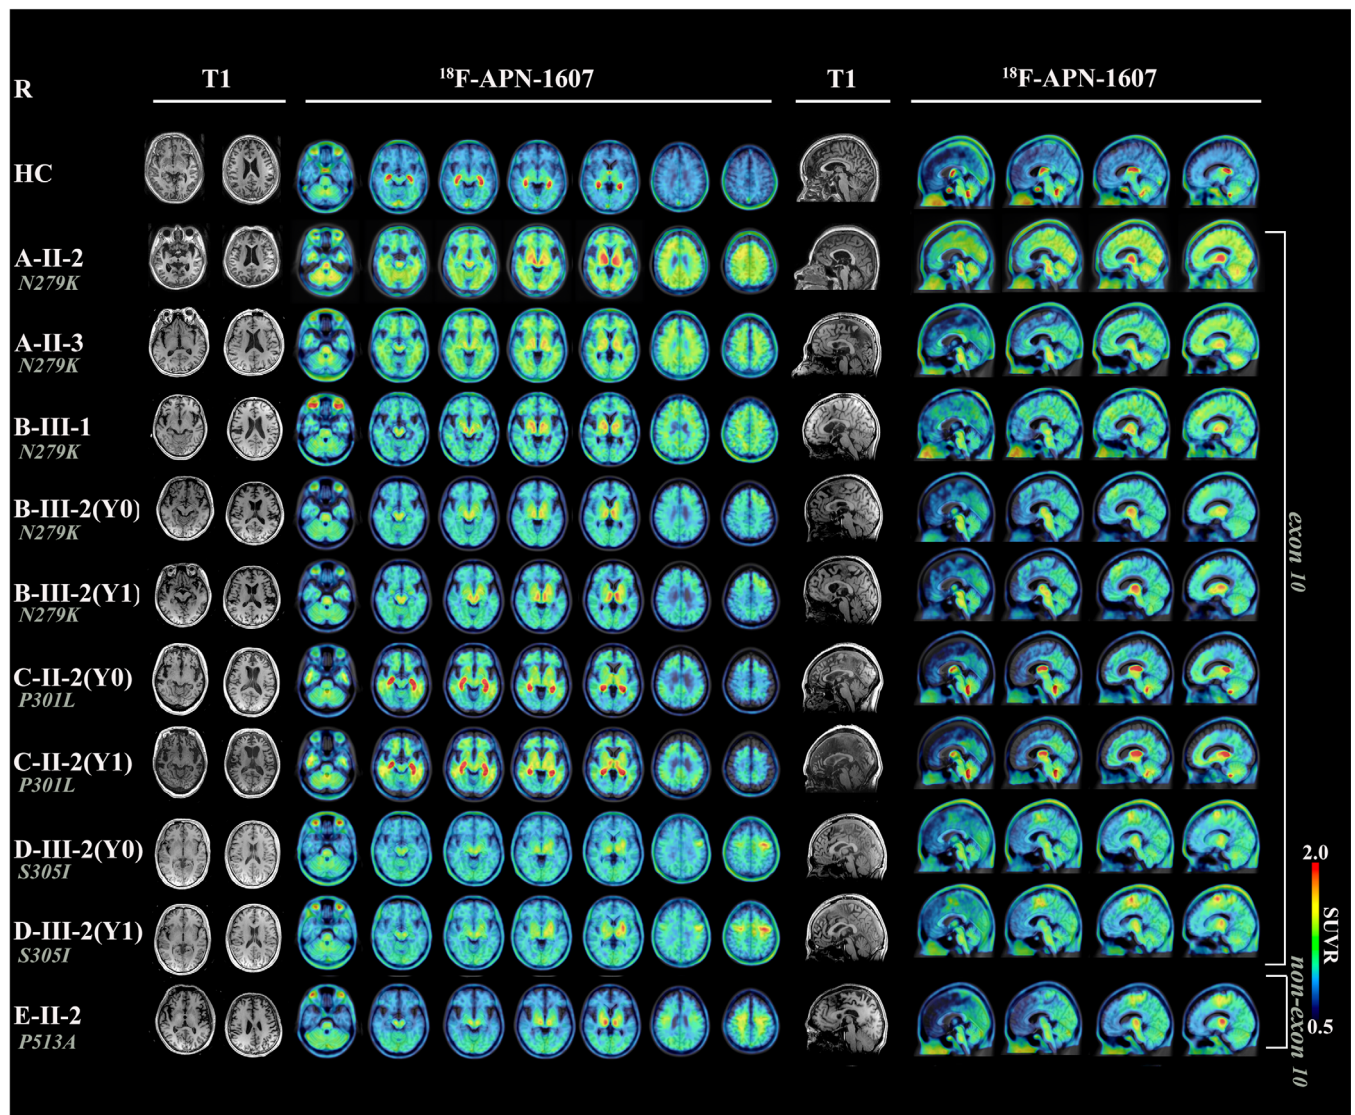 T1
¹⁸F-APN-1607
T1
¹⁸F-APN-1607
R
HC
A-II-2
N279K
A-II-3
N279K
B-III-1
N279K
B-III-2(Y0)
N279K
B-III-2(Y1)
N279K
C-II-2(Y0)
P301L
C-II-2(Y1)
P301L
D-III-2(Y0)
S305I
D-III-2(Y1)
S305I
E-II-2
P513A
exon 10
non-exon 10
2.0
SUVR
0.5